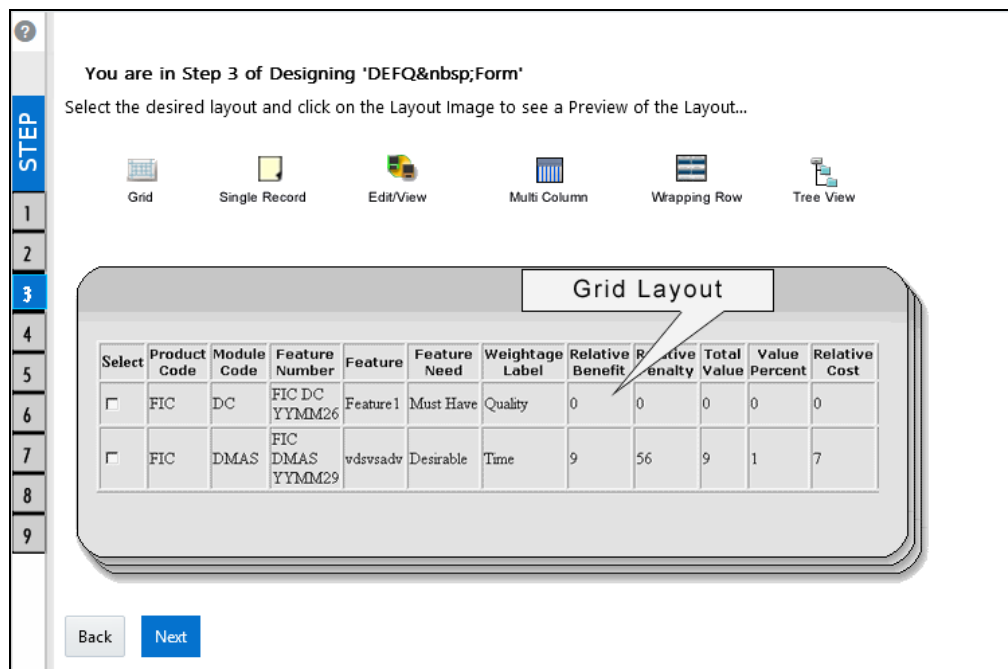 ?
You are in Step 3 of Designing 'DEFQ&nbsp;Form'
Select the desired layout and click on the Layout Image to see a Preview of the Layout...
STEP
1
2
3
4
5
6
7
8
9
Grid Single Record Edit/View Multi Column Wrapping Row Tree View
Grid Layout
Select Product Code Module Code Feature Number Feature Feature Need Weightage Label Relative Benefit Total Value Value Percent Relative Cost
FIC DC FIC DC YYMM26 Feature1 Must Have Quality 0 0 0 0 0
FIC DMAS FIC DMAS YYMM29 vdsvsadv Desirable Time 9 56 9 1 7
Back Next